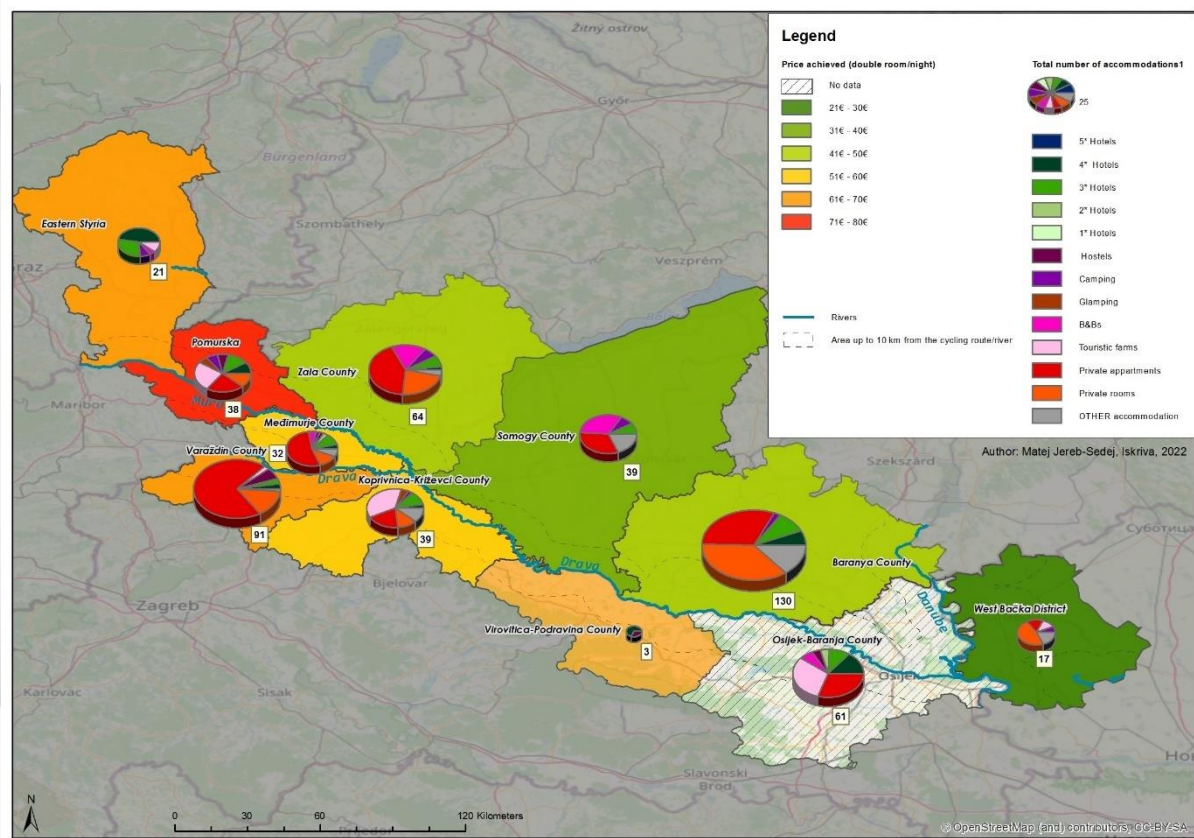 Legend
Price achieved (double room/night)
No data
21€ - 30€
31€ - 40€
41€ - 50€
51€ - 60€
61€ - 70€
71€ - 80€
Rivers
Area up to 10 km from the cycling route/river
Total number of accommodations1
25
5* Hotels
4* Hotels
3* Hotels
2* Hotels
1* Hotels
Hostels
Camping
Glamping
B&Bs
Touristic farms
Private appartments
Private rooms
OTHER accommodation
Author: Matej Jereb-Sedej, Iskriva, 2022
Žitný ostrov
Győr
Burgenland
Szombathely
Veszprém
Eastern Styria
21
Pomurska
38
Maribor
Mura
Zala County
64
Međimurje County
32
Varaždin County
91
Drava
Koprivnica-Križevci County
39
Somogy County
39
Szekszárd
Суботица
Baranya County
130
Drava
Danube
Bjelovar
Zagreb
Virovitica-Podravina County
3
Osijek-Baranja County
Osijek
61
West Bačka District
17
Karlovac
Sisak
Slavonski
Brod
N
0 30 60 120 Kilometers
Prijedor
© OpenStreetMap (and) contributors, CC-BY-SA